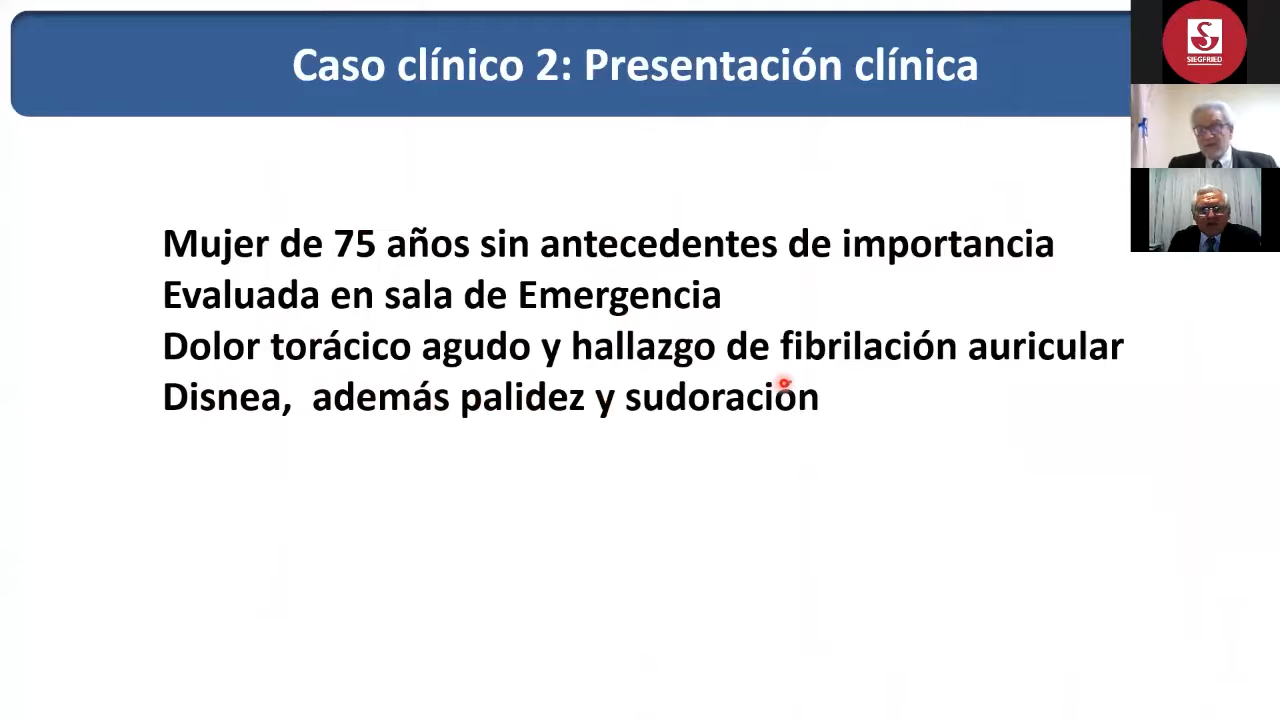 Caso clínico 2: Presentación clínica
SIEGFRIED
Mujer de 75 años sin antecedentes de importancia
Evaluada en sala de Emergencia
Dolor torácico agudo y hallazgo de fibrilación auricular
Disnea, además palidez y sudoración